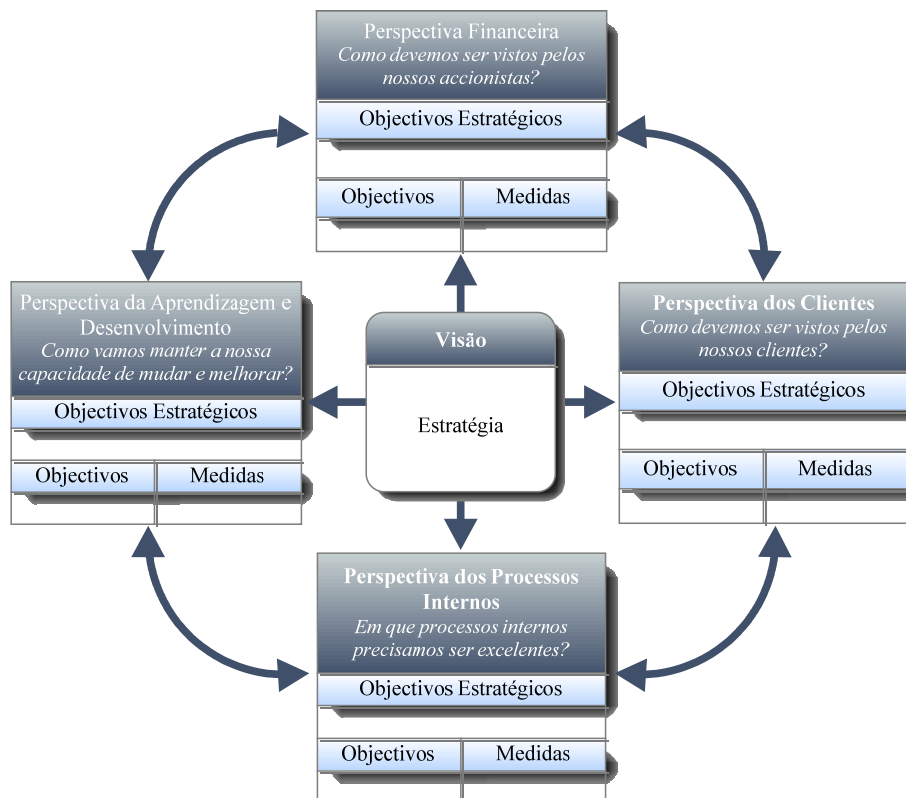 Perspectiva Financeira
Como devemos ser vistos pelos
nossos accionistas?
Objectivos Estratégicos
Objectivos
Medidas
Perspectiva da Aprendizagem e
Desenvolvimento
Como vamos manter a nossa
capacidade de mudar e melhorar?
Objectivos Estratégicos
Objectivos
Medidas
Visão
Estratégia
Perspectiva dos Clientes
Como devemos ser vistos pelos
nossos clientes?
Objectivos Estratégicos
Objectivos
Medidas
Perspectiva dos Processos
Internos
Em que processos internos
precisamos ser excelentes?
Objectivos Estratégicos
Objectivos
Medidas